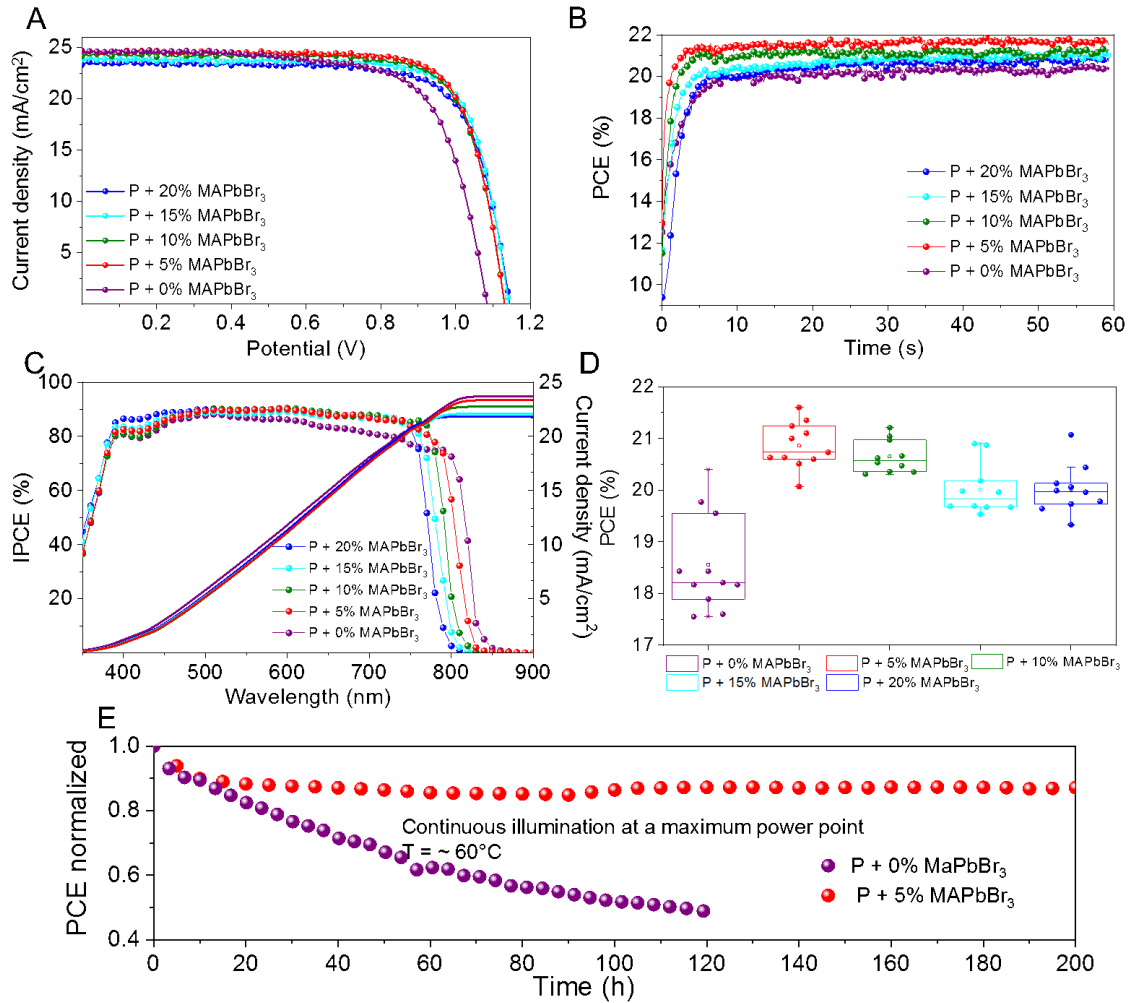 A
Current density (mA/cm²)
25
20
15
10
5
P + 20% MAPbBr₃
P + 15% MAPbBr₃
P + 10% MAPbBr₃
P + 5% MAPbBr₃
P + 0% MAPbBr₃
0.2 0.4 0.6 0.8 1.0 1.2
Potential (V)
B
PCE (%)
22
20
18
16
14
12
10
P + 20% MAPbBr₃
P + 15% MAPbBr₃
P + 10% MAPbBr₃
P + 5% MAPbBr₃
P + 0% MAPbBr₃
0 10 20 30 40 50 60
Time (s)
C
IPCE (%)
100
80
60
40
20
25
20
15
10
5
Current density (mA/cm²)
P + 20% MAPbBr₃
P + 15% MAPbBr₃
P + 10% MAPbBr₃
P + 5% MAPbBr₃
P + 0% MAPbBr₃
400 500 600 700 800 900
Wavelength (nm)
D
PCE (%)
22
21
20
19
18
17
P + 0% MAPbBr₃ P + 5% MAPbBr₃ P + 10% MAPbBr₃
P + 15% MAPbBr₃ P + 20% MAPbBr₃
E
PCE normalized
1.0
0.8
0.6
0.4
Continuous illumination at a maximum power point
T = ~ 60°C
P + 0% MaPbBr₃
P + 5% MAPbBr₃
0 20 40 60 80 100 120 140 160 180 200
Time (h)